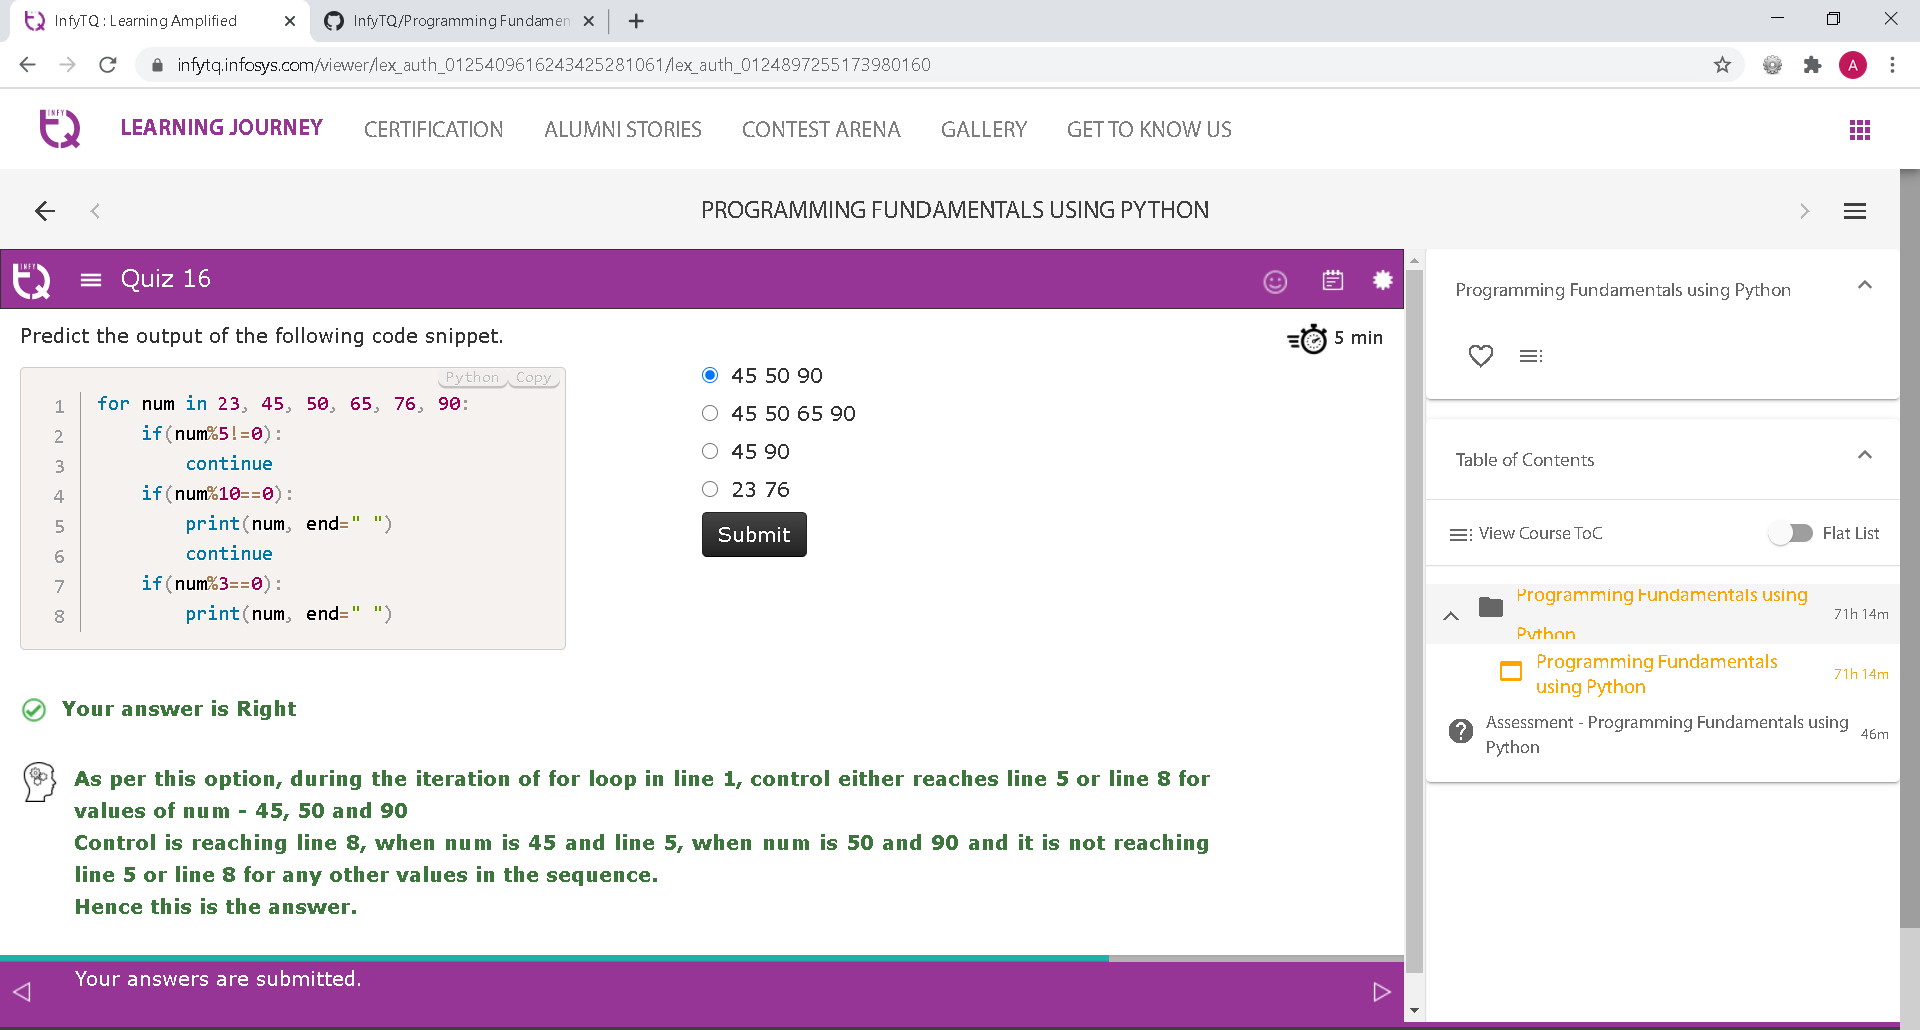 InfyTQ : Learning Amplified
InfyTQ/Programming Fundamen
infytq.infosys.com/viewer/lex_auth_0125409616243425281061/lex_auth_0124897255173980160
A
INFY
TQ
LEARNING JOURNEY
CERTIFICATION
ALUMNI STORIES
CONTEST ARENA
GALLERY
GET TO KNOW US
PROGRAMMING FUNDAMENTALS USING PYTHON
INFY
TQ
Quiz 16
Predict the output of the following code snippet.
5 min
Python Copy
1 for num in 23, 45, 50, 65, 76, 90:
2 if(num%5!=0):
3 continue
4 if(num%10==0):
5 print(num, end=" ")
6 continue
7 if(num%3==0):
8 print(num, end=" ")
45 50 90
45 50 65 90
45 90
23 76
Submit
Your answer is Right
As per this option, during the iteration of for loop in line 1, control either reaches line 5 or line 8 for
values of num - 45, 50 and 90
Control is reaching line 8, when num is 45 and line 5, when num is 50 and 90 and it is not reaching
line 5 or line 8 for any other values in the sequence.
Hence this is the answer.
Your answers are submitted.
Programming Fundamentals using Python
Table of Contents
View Course ToC
Flat List
Programming Fundamentals using
Python
71h 14m
Programming Fundamentals
using Python
71h 14m
Assessment - Programming Fundamentals using
Python
46m